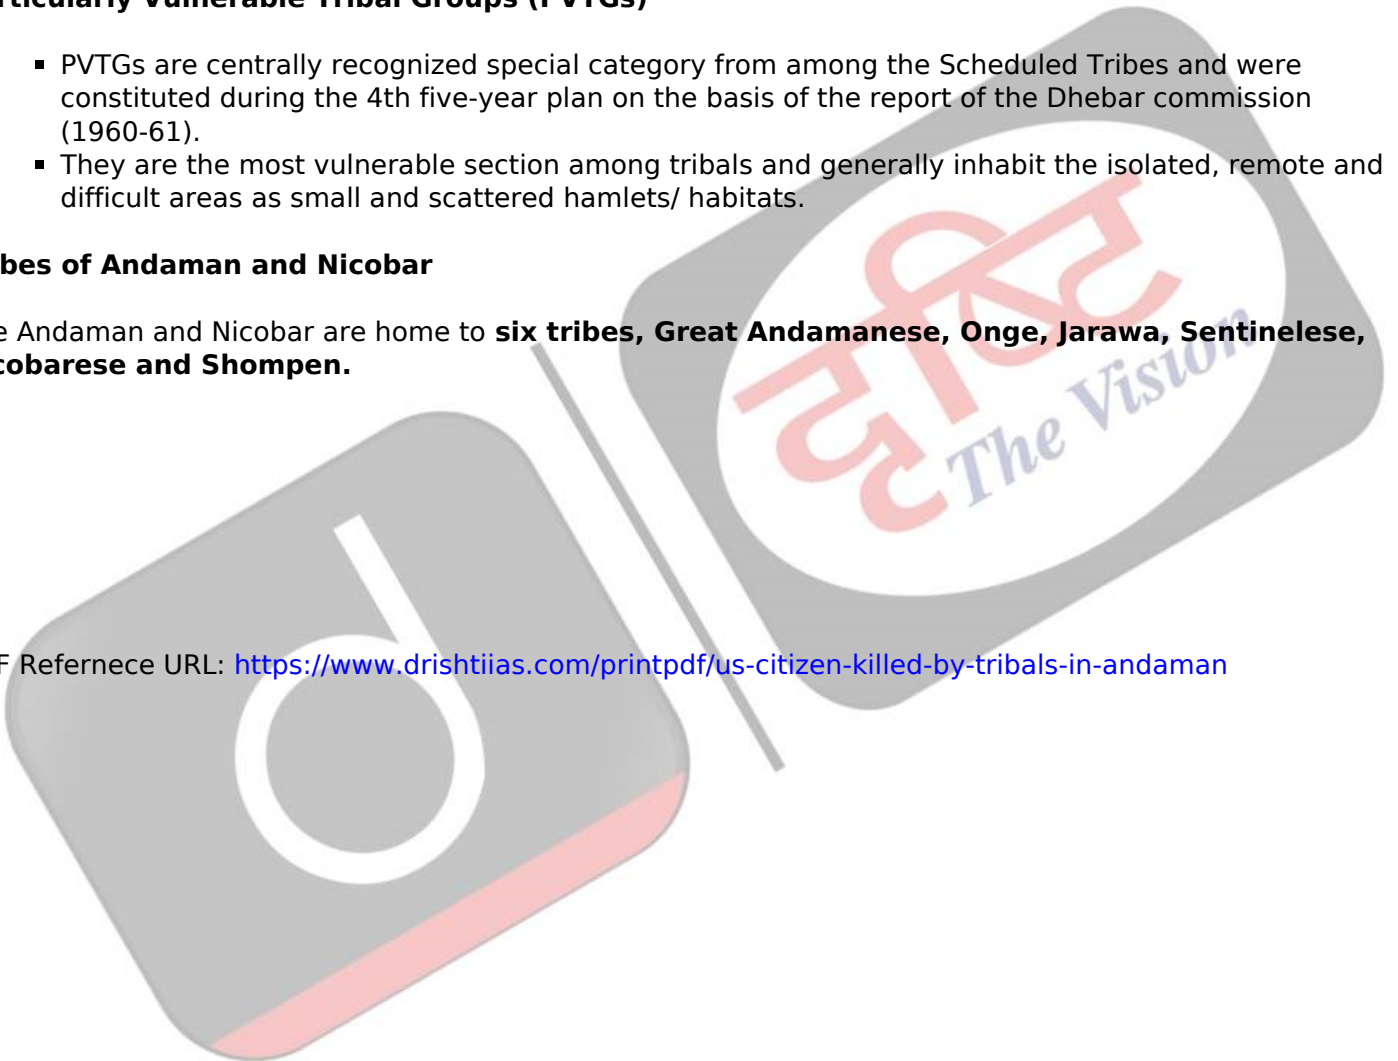 rticularly Vulnerable Tribal Groups (PVTGs)
PVTGs are centrally recognized special category from among the Scheduled Tribes and were
constituted during the 4th five-year plan on the basis of the report of the Dhebar commission
(1960-61).
They are the most vulnerable section among tribals and generally inhabit the isolated, remote and
difficult areas as small and scattered hamlets/ habitats.
bes of Andaman and Nicobar
e Andaman and Nicobar are home to six tribes, Great Andamanese, Onge, Jarawa, Sentinelese,
cobarese and Shompen.
दृष्टि
The Vision
d
F Refernece URL: https://www.drishtiias.com/printpdf/us-citizen-killed-by-tribals-in-andaman